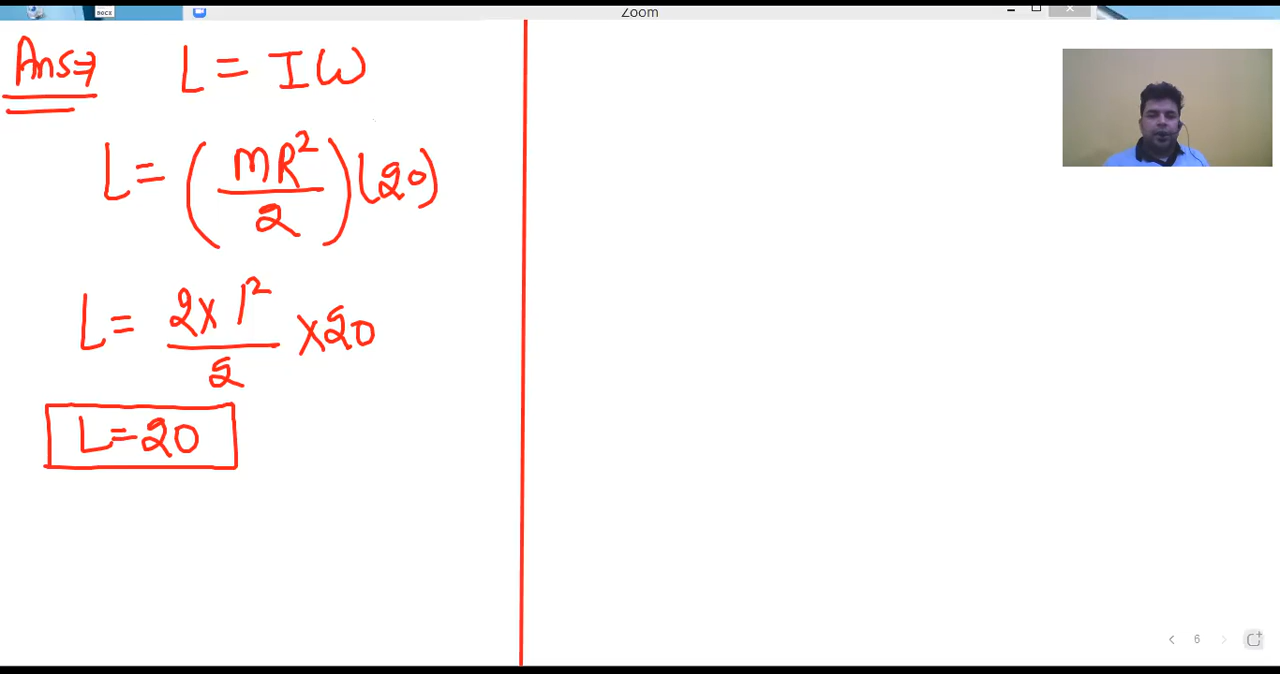 Zoom
Ans⇒ L = Iω
L = (mR²/2)(20)
L = 2×1²/2 ×20
L=20
< 6 >